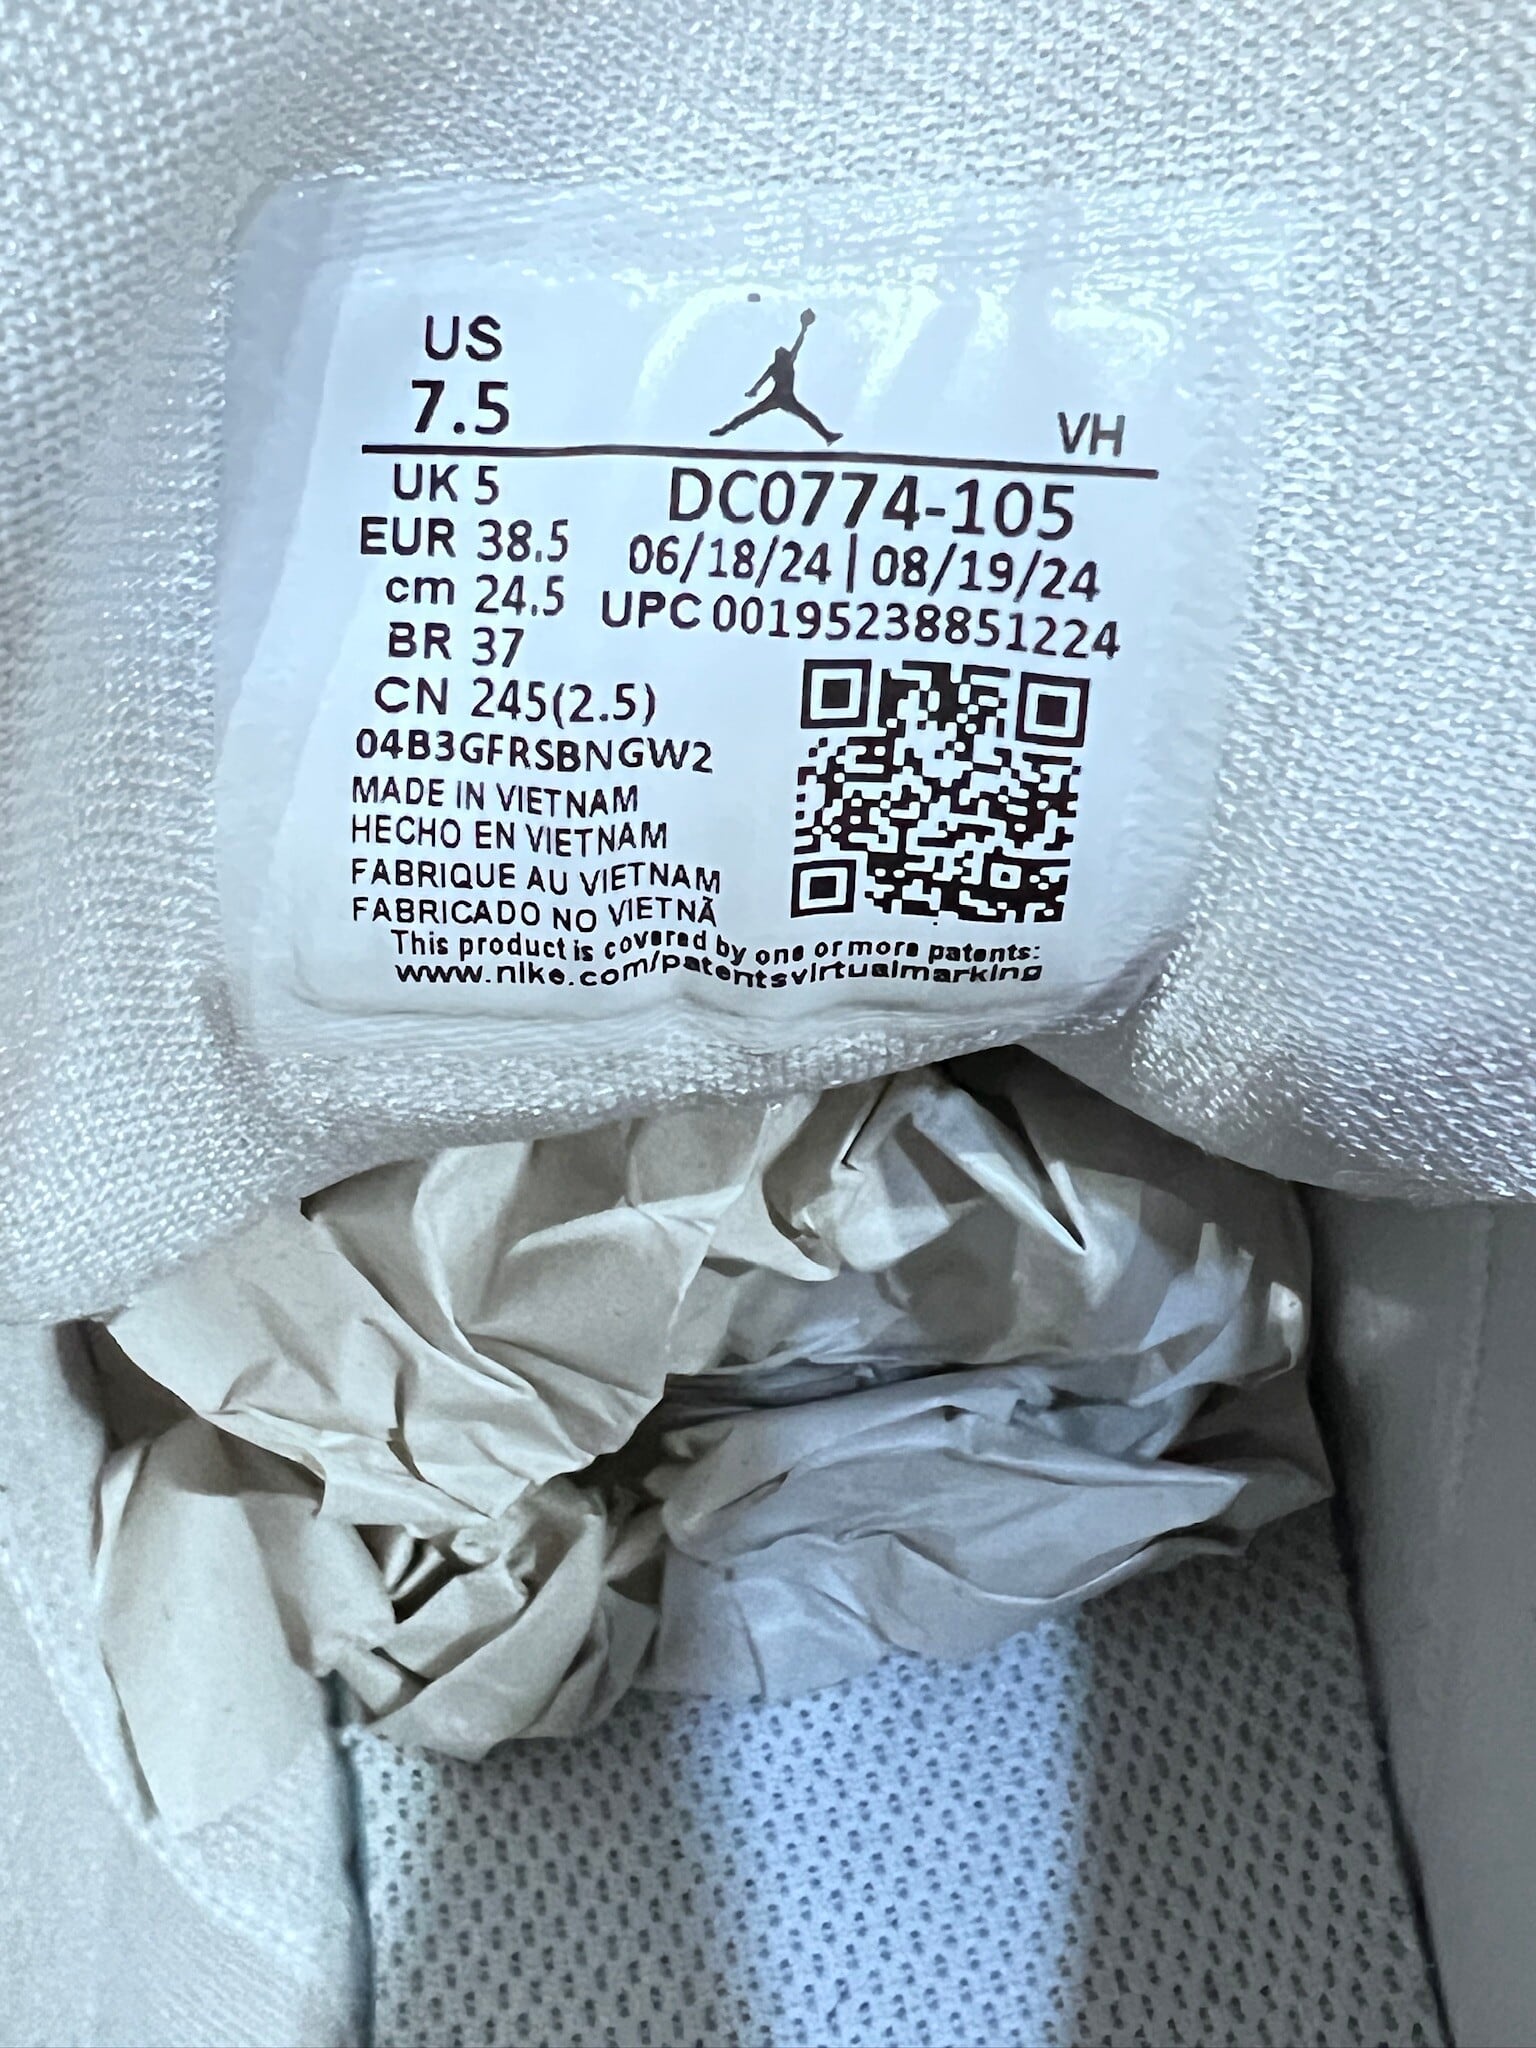 US
7.5
VH
UK 5
EUR 38.5
cm 24.5
BR 37
CN 245(2.5)
DC0774-105
06/18/24 | 08/19/24
UPC 00195238851224
04B3GFRSBNGW2
MADE IN VIETNAM
HECHO EN VIETNAM
FABRIQUE AU VIETNAM
FABRICADO NO VIETNÃ
This product is covered by one or more patents:
www.nike.com/patentsvirtualmarking